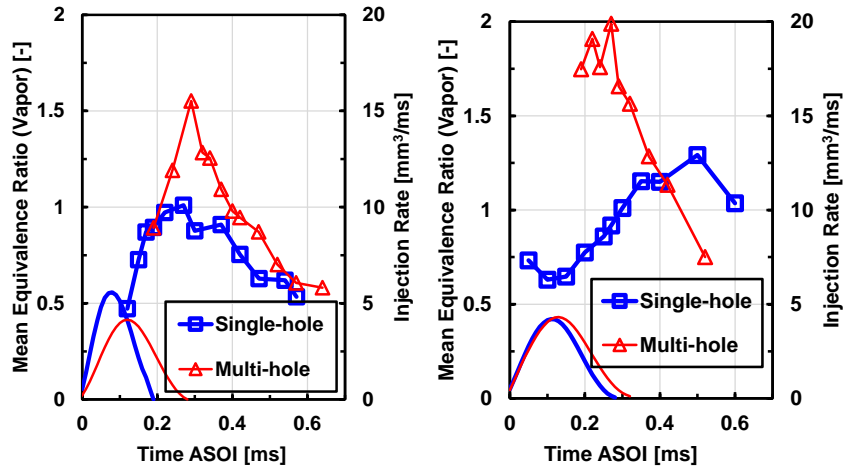 Mean Equivalence Ratio (Vapor) [-]
2
1.5
1
0.5
0
20
15
10
5
0
Injection Rate [mm³/ms]
Single-hole
Multi-hole
0 0.2 0.4 0.6
Time ASOI [ms]
Mean Equivalence Ratio (Vapor) [-]
2
1.5
1
0.5
0
20
15
10
5
0
Injection Rate [mm³/ms]
Single-hole
Multi-hole
0 0.2 0.4 0.6 0.8
Time ASOI [ms]